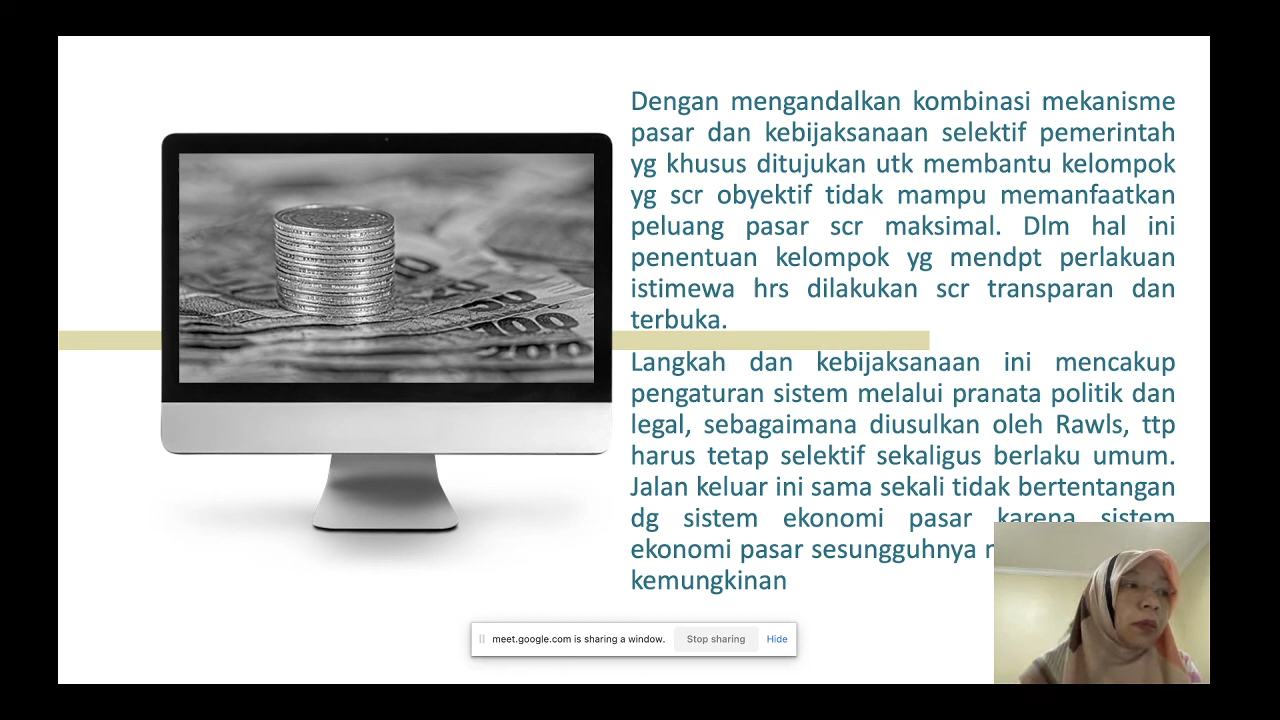 Dengan mengandalkan kombinasi mekanisme
pasar dan kebijaksanaan selektif pemerintah
yg khusus ditujukan utk membantu kelompok
yg scr obyektif tidak mampu memanfaatkan
peluang pasar scr maksimal. Dlm hal ini
penentuan kelompok yg mendpt perlakuan
istimewa hrs dilakukan scr transparan dan
terbuka.
Langkah dan kebijaksanaan ini mencakup
pengaturan sistem melalui pranata politik dan
legal, sebagaimana diusulkan oleh Rawls, ttp
harus tetap selektif sekaligus berlaku umum.
Jalan keluar ini sama sekali tidak bertentangan
dg sistem ekonomi pasar karena sistem
ekonomi pasar sesungguhnya
kemungkinan
meet.google.com is sharing a window.
Stop sharing
Hide